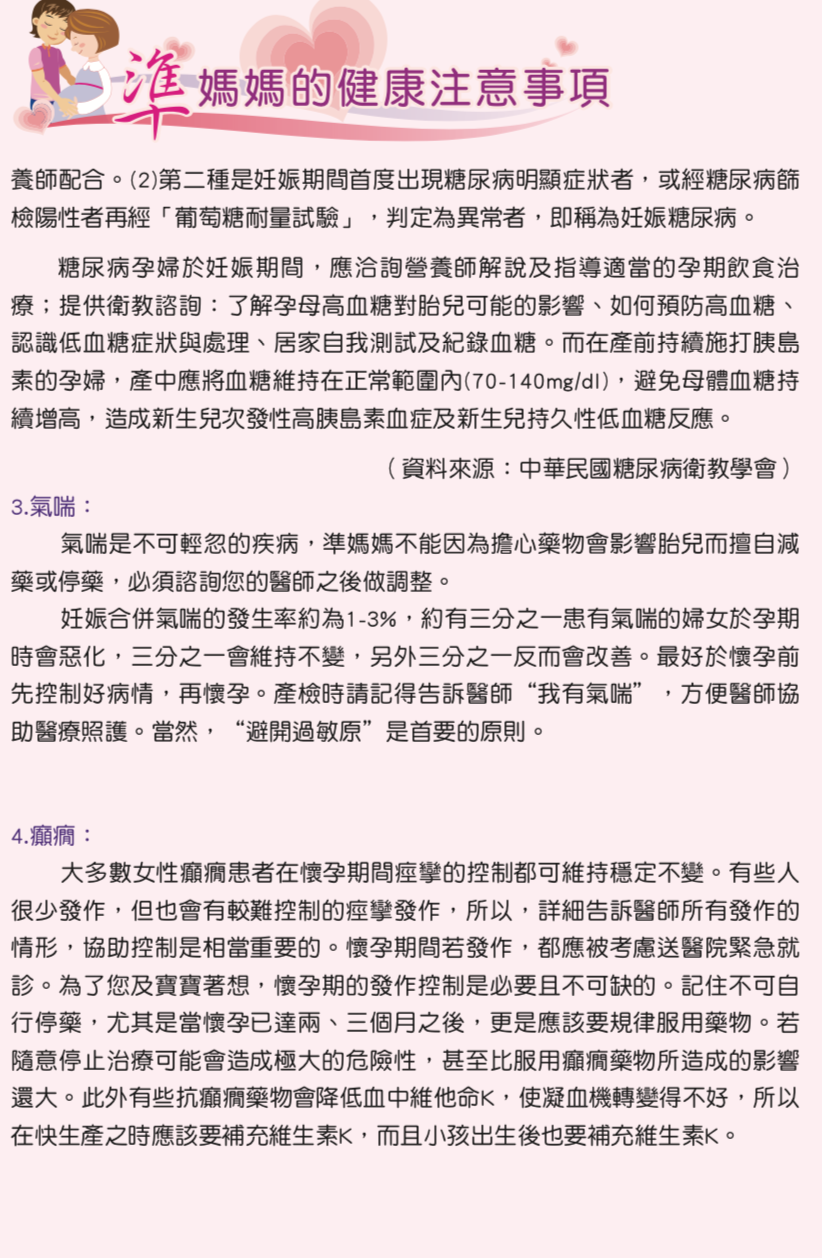 準媽媽的健康注意事項
養師配合。(2)第二種是妊娠期間首度出現糖尿病明顯症狀者，或經糖尿病篩
檢陽性者再經「葡萄糖耐量試驗」，判定為異常者，即稱為妊娠糖尿病。
糖尿病孕婦於妊娠期間，應洽詢營養師解說及指導適當的孕期飲食治
療；提供衛教諮詢：了解孕母高血糖對胎兒可能的影響、如何預防高血糖、
認識低血糖症狀與處理、居家自我測試及紀錄血糖。而在產前持續施打胰島
素的孕婦，產中應將血糖維持在正常範圍內(70-140mg/dl)，避免母體血糖持
續增高，造成新生兒次發性高胰島素血症及新生兒持久性低血糖反應。
（資料來源：中華民國糖尿病衛教學會）
3.氣喘：
氣喘是不可輕忽的疾病，準媽媽不能因為擔心藥物會影響胎兒而擅自減
藥或停藥，必須諮詢您的醫師之後做調整。
妊娠合併氣喘的發生率約為1-3%，約有三分之一患有氣喘的婦女於孕期
時會惡化，三分之一會維持不變，另外三分之一反而會改善。最好於懷孕前
先控制好病情，再懷孕。產檢時請記得告訴醫師“我有氣喘”，方便醫師協
助醫療照護。當然，“避開過敏原”是首要的原則。
4.癲癇：
大多數女性癲癇患者在懷孕期間痙攣的控制都可維持穩定不變。有些人
很少發作，但也會有較難控制的痙攣發作，所以，詳細告訴醫師所有發作的
情形，協助控制是相當重要的。懷孕期間若發作，都應被考慮送醫院緊急就
診。為了您及寶寶著想，懷孕期的發作控制是必要且不可缺的。記住不可自
行停藥，尤其是當懷孕已達兩、三個月之後，更是應該要規律服用藥物。若
隨意停止治療可能會造成極大的危險性，甚至比服用癲癇藥物所造成的影響
還大。此外有些抗癲癇藥物會降低血中維他命K，使凝血機轉變得不好，所以
在快生產之時應該要補充維生素K，而且小孩出生後也要補充維生素K。